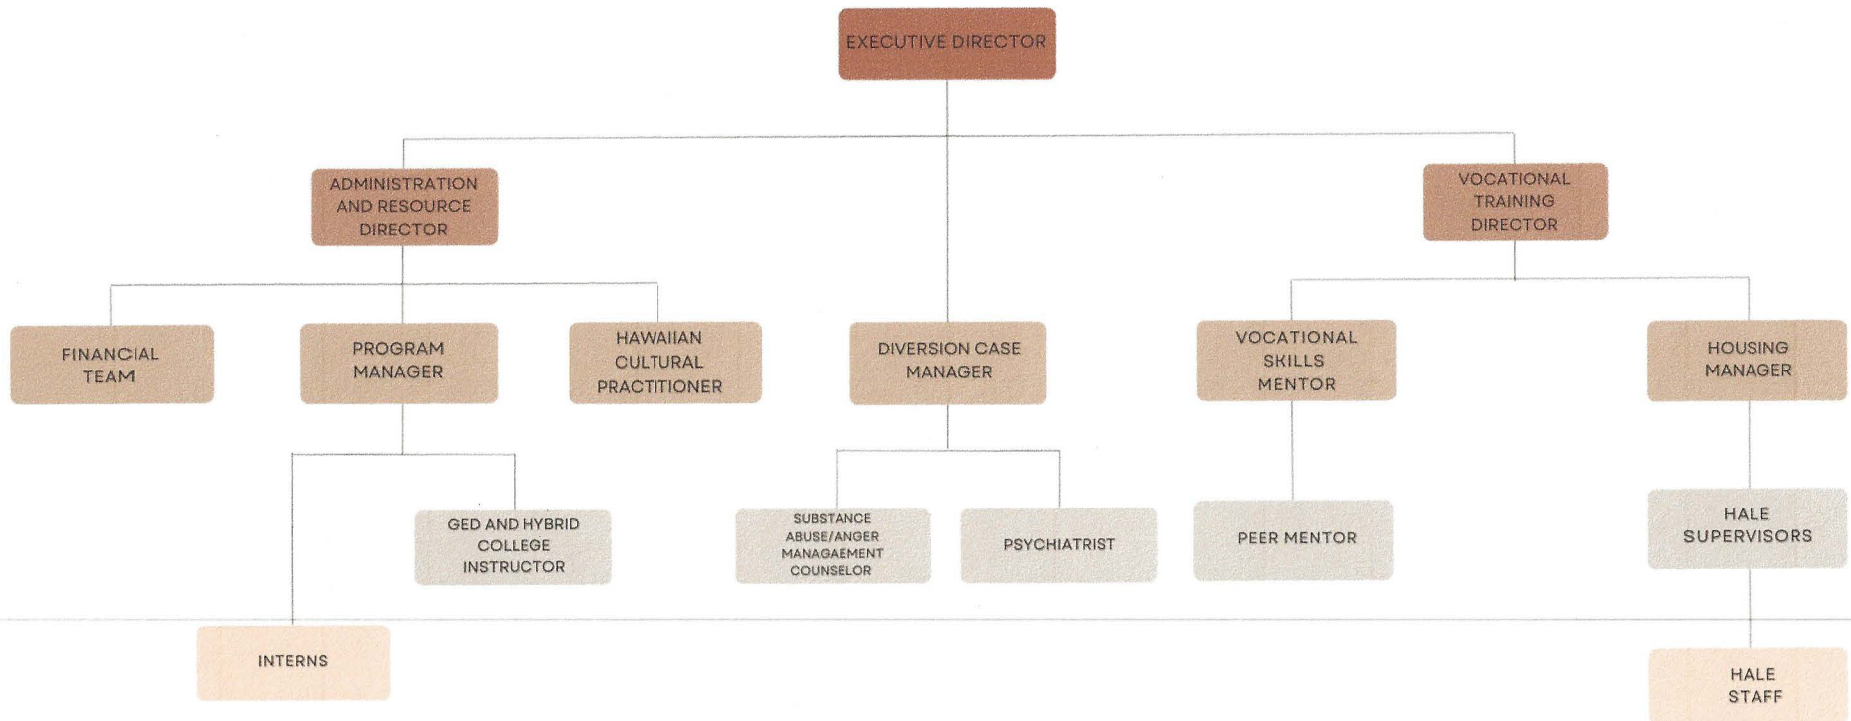 EXECUTIVE DIRECTOR
ADMINISTRATION
AND RESOURCE
DIRECTOR
VOCATIONAL
TRAINING
DIRECTOR
FINANCIAL
TEAM
PROGRAM
MANAGER
HAWAIIAN
CULTURAL
PRACTITIONER
DIVERSION CASE
MANAGER
VOCATIONAL
SKILLS
MENTOR
HOUSING
MANAGER
GED AND HYBRID
COLLEGE
INSTRUCTOR
SUBSTANCE
ABUSE/ANGER
MANAGAEMENT
COUNSELOR
PSYCHIATRIST
PEER MENTOR
HALE
SUPERVISORS
INTERNS
HALE
STAFF